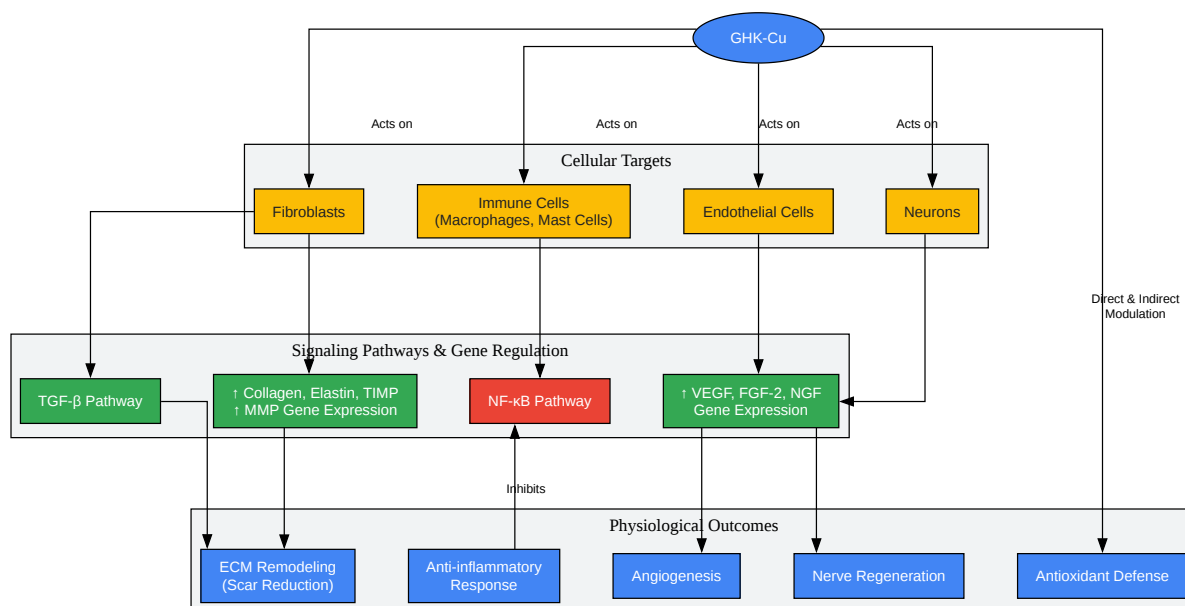 GHK-Cu
Acts on
Acts on
Acts on
Acts on
Cellular Targets
Fibroblasts
Immune Cells
(Macrophages, Mast Cells)
Endothelial Cells
Neurons
Direct & Indirect
Modulation
Signaling Pathways & Gene Regulation
TGF-β Pathway
↑ Collagen, Elastin, TIMP
↑ MMP Gene Expression
NF-κB Pathway
↑ VEGF, FGF-2, NGF
Gene Expression
Inhibits
Physiological Outcomes
ECM Remodeling
(Scar Reduction)
Anti-inflammatory
Response
Angiogenesis
Nerve Regeneration
Antioxidant Defense